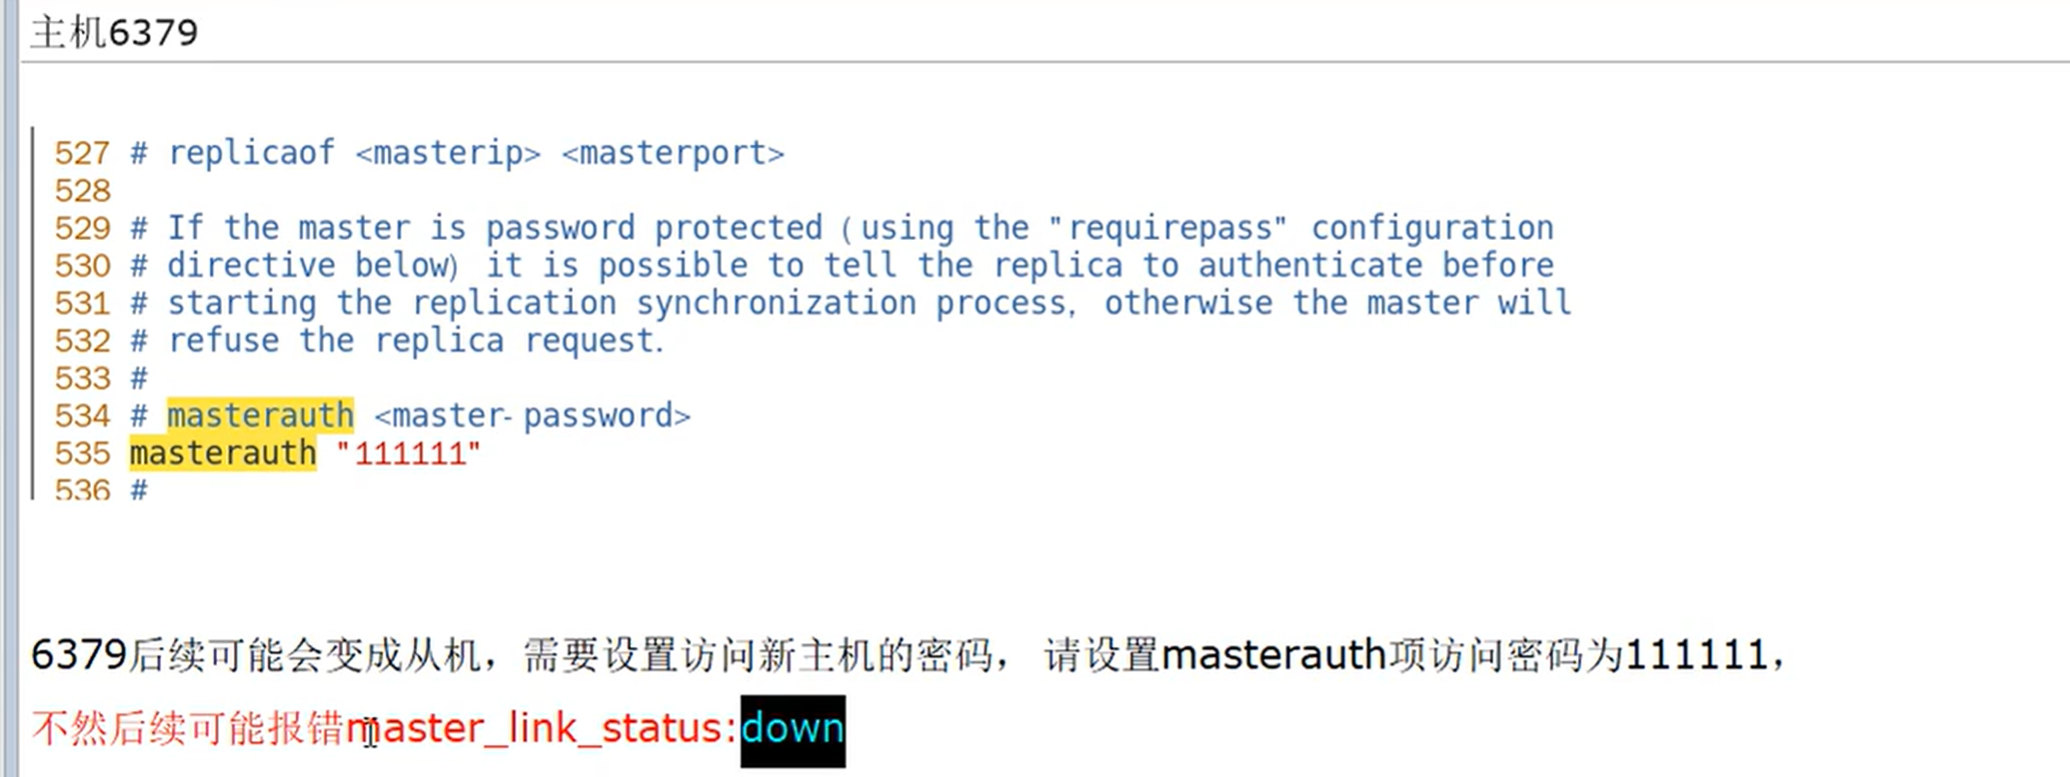 主机6379
527 # replicaof <masterip> <masterport>
528
529 # If the master is password protected (using the "requirepass" configuration
530 # directive below) it is possible to tell the replica to authenticate before
531 # starting the replication synchronization process, otherwise the master will
532 # refuse the replica request.
533 #
534 # masterauth <master-password>
535 masterauth "111111"
536 #
6379后续可能会变成从机，需要设置访问新主机的密码， 请设置masterauth项访问密码为111111，
不然后续可能报错master_link_status:down